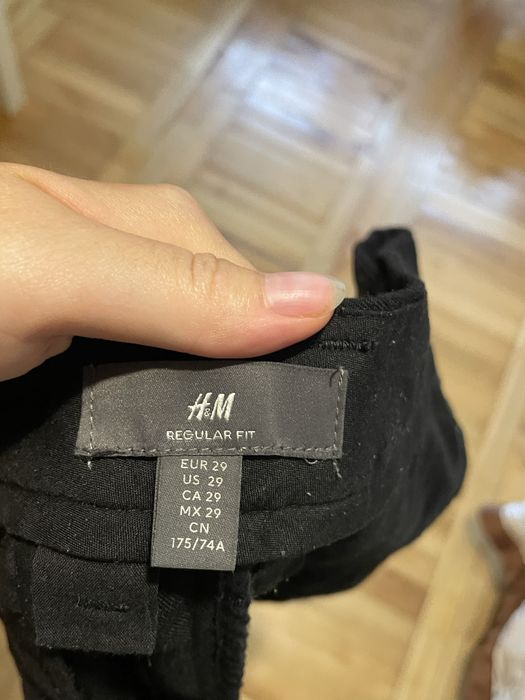 H&M
REGULAR FIT
EUR 29
US 29
CA 29
MX 29
CN
175/74A